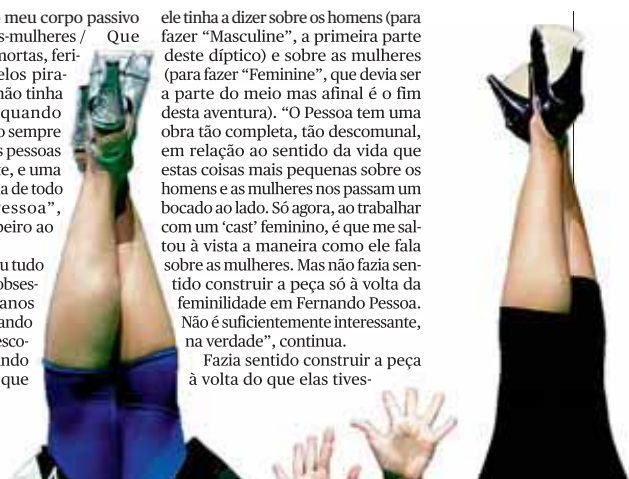 o meu corpo passivo
s-mulheres / Que
mortas, feri-
elos pira-
não tinha
quando
o sempre
s pessoas
te, e uma
a de todo
essoa”,
beiro ao
u tudo
obses-
anos
ando
esco-
ndo
que
ele tinha a dizer sobre os homens (para
fazer “Masculine”, a primeira parte
deste díptico) e sobre as mulheres
(para fazer “Feminine”, que devia ser
a parte do meio mas afinal é o fim
desta aventura). “O Pessoa tem uma
obra tão completa, tão descomunal,
em relação ao sentido da vida que
estas coisas mais pequenas sobre os
homens e as mulheres nos passam um
bocado ao lado. Só agora, ao trabalhar
com um ‘cast’ feminino, é que me sal-
tou à vista a maneira como ele fala
sobre as mulheres. Mas não fazia sen-
tido construir a peça só à volta da
feminilidade em Fernando Pessoa.
Não é suficientemente interessante,
na verdade”, continua.
Fazia sentido construir a peça
à volta do que elas tives-